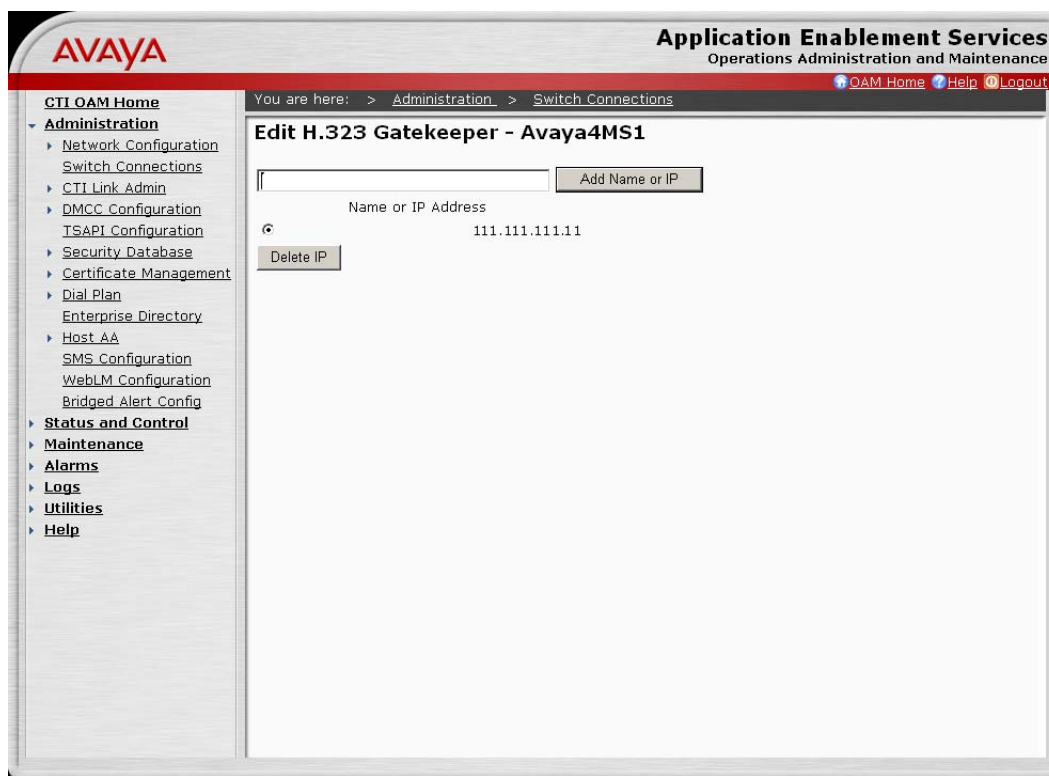 AVAYA
Application Enablement Services
Operations Administration and Maintenance
OAM Home Help Logout
CTI OAM Home
Administration
Network Configuration
Switch Connections
CTI Link Admin
DMCC Configuration
TSAPI Configuration
Security Database
Certificate Management
Dial Plan
Enterprise Directory
Host AA
SMS Configuration
WebLM Configuration
Bridged Alert Config
Status and Control
Maintenance
Alarms
Logs
Utilities
Help
You are here: > Administration > Switch Connections
Edit H.323 Gatekeeper - Avaya4MS1
Add Name or IP
Name or IP Address
111.111.111.11
Delete IP